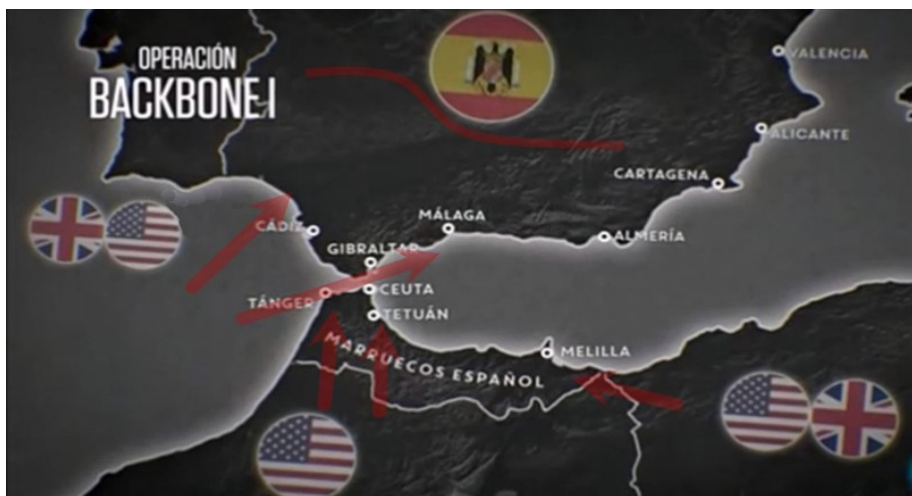 OPERACIÓN
BACKBONE I
VALENCIA
ALICANTE
CARTAGENA
MÁLAGA
CÁDIZ
ALMERÍA
GIBRALTAR
TÁNGER
CEUTA
TETUÁN
MARRUECOS ESPAÑOL
MELILLA